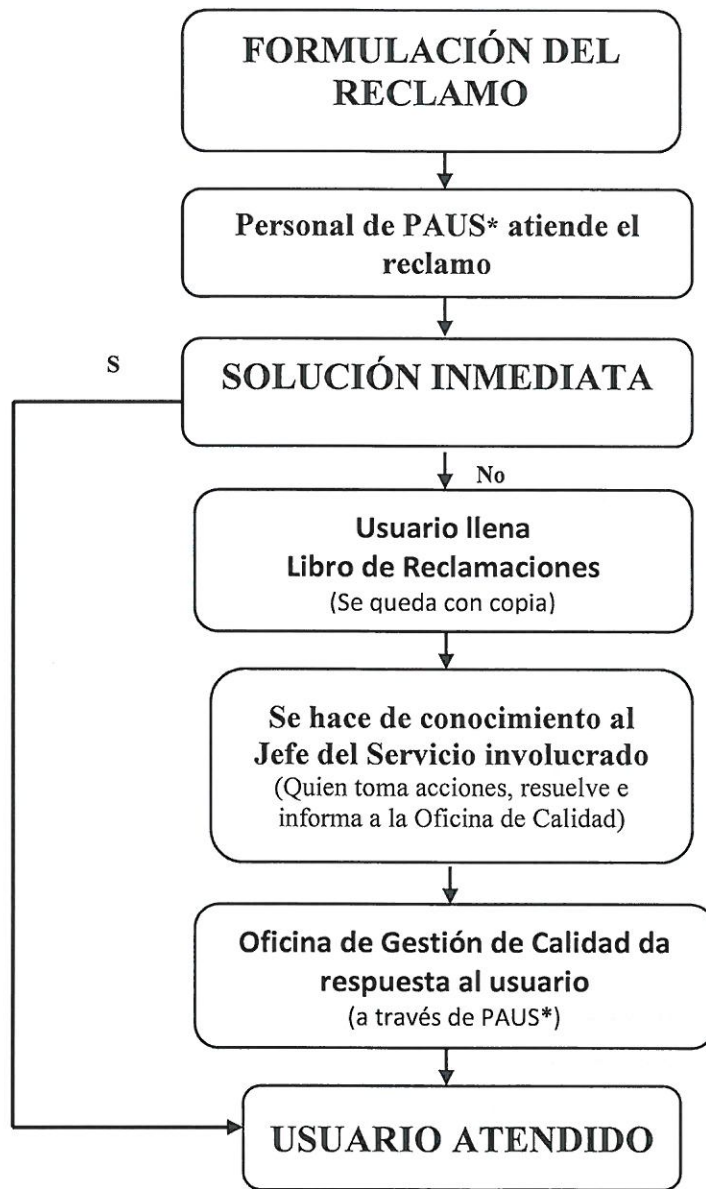 FORMULACIÓN DEL
RECLAMO
Personal de PAUS* atiende el
reclamo
S
SOLUCIÓN INMEDIATA
No
Usuario llena
Libro de Reclamaciones
(Se queda con copia)
Se hace de conocimiento al
Jefe del Servicio involucrado
(Quien toma acciones, resuelve e
informa a la Oficina de Calidad)
Oficina de Gestión de Calidad da
respuesta al usuario
(a través de PAUS*)
USUARIO ATENDIDO